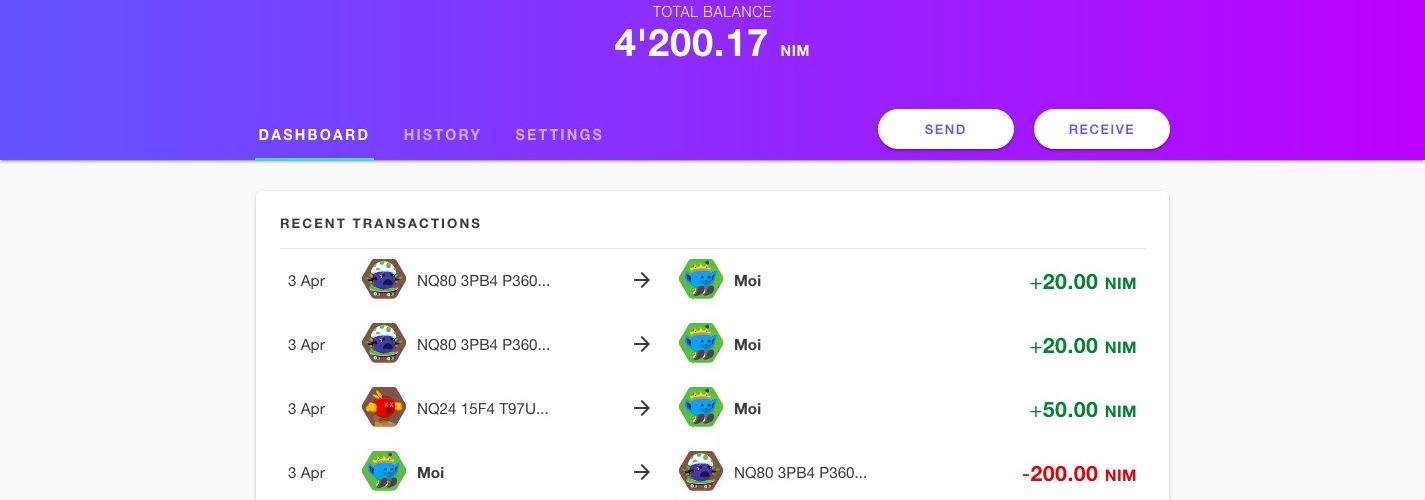 TOTAL BALANCE
4'200.17 NIM
DASHBOARD HISTORY SETTINGS SEND RECEIVE
RECENT TRANSACTIONS
3 Apr NQ80 3PB4 P360... → Moi +20.00 NIM
3 Apr NQ80 3PB4 P360... → Moi +20.00 NIM
3 Apr NQ24 15F4 T97U... → Moi +50.00 NIM
3 Apr Moi → NQ80 3PB4 P360... -200.00 NIM